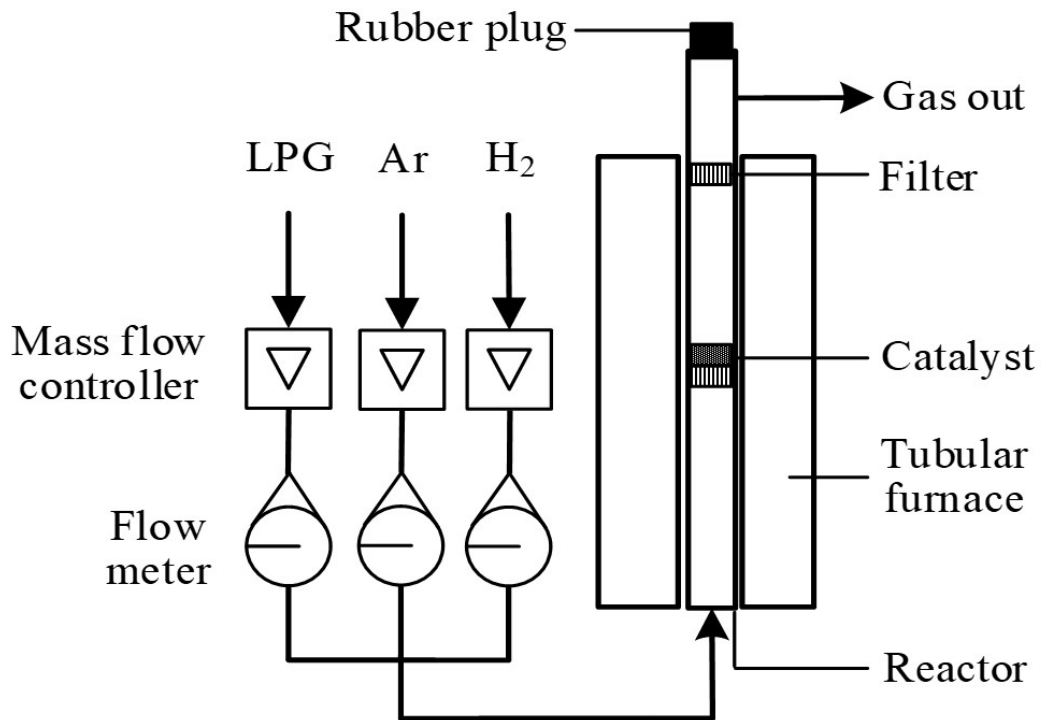 Rubber plug
Gas out
LPG
Ar
H₂
Filter
Mass flow
controller
Catalyst
Tubular
furnace
Flow
meter
Reactor